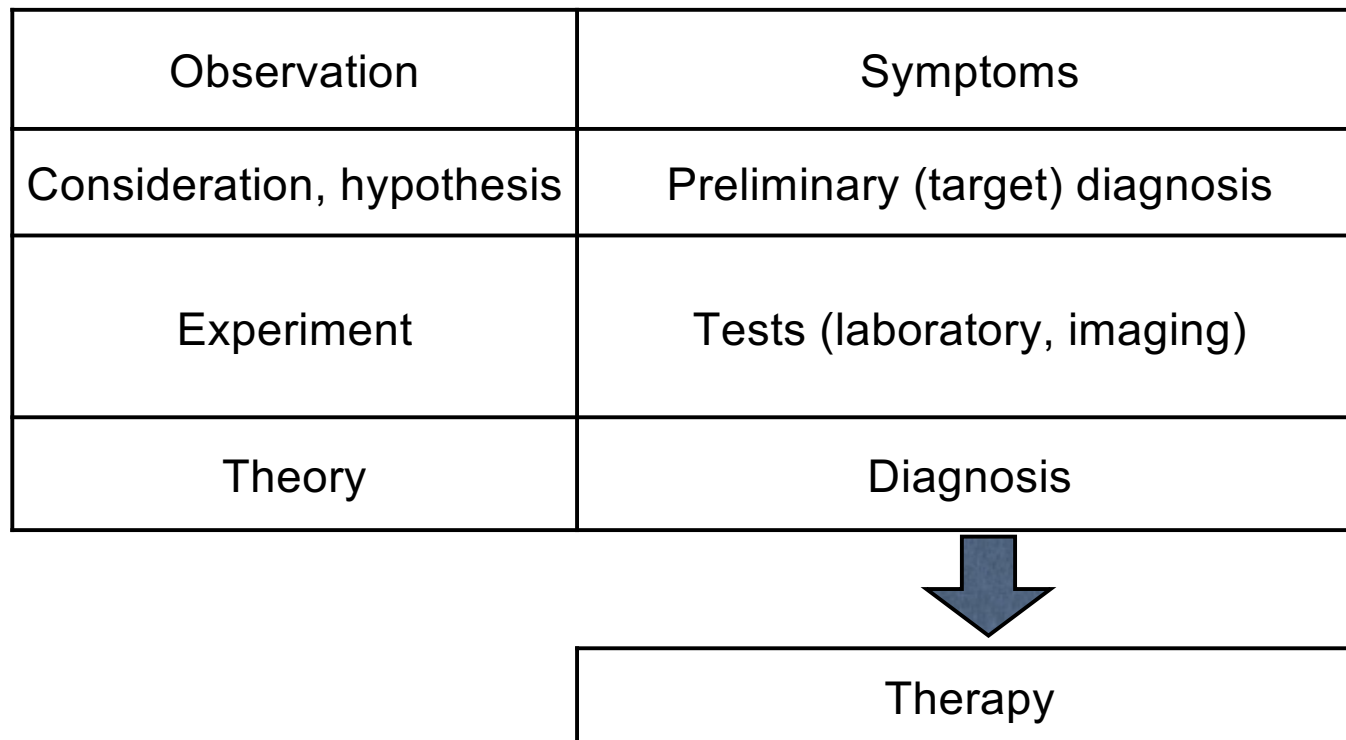 Observation
Symptoms
Consideration, hypothesis
Preliminary (target) diagnosis
Experiment
Tests (laboratory, imaging)
Theory
Diagnosis
Therapy